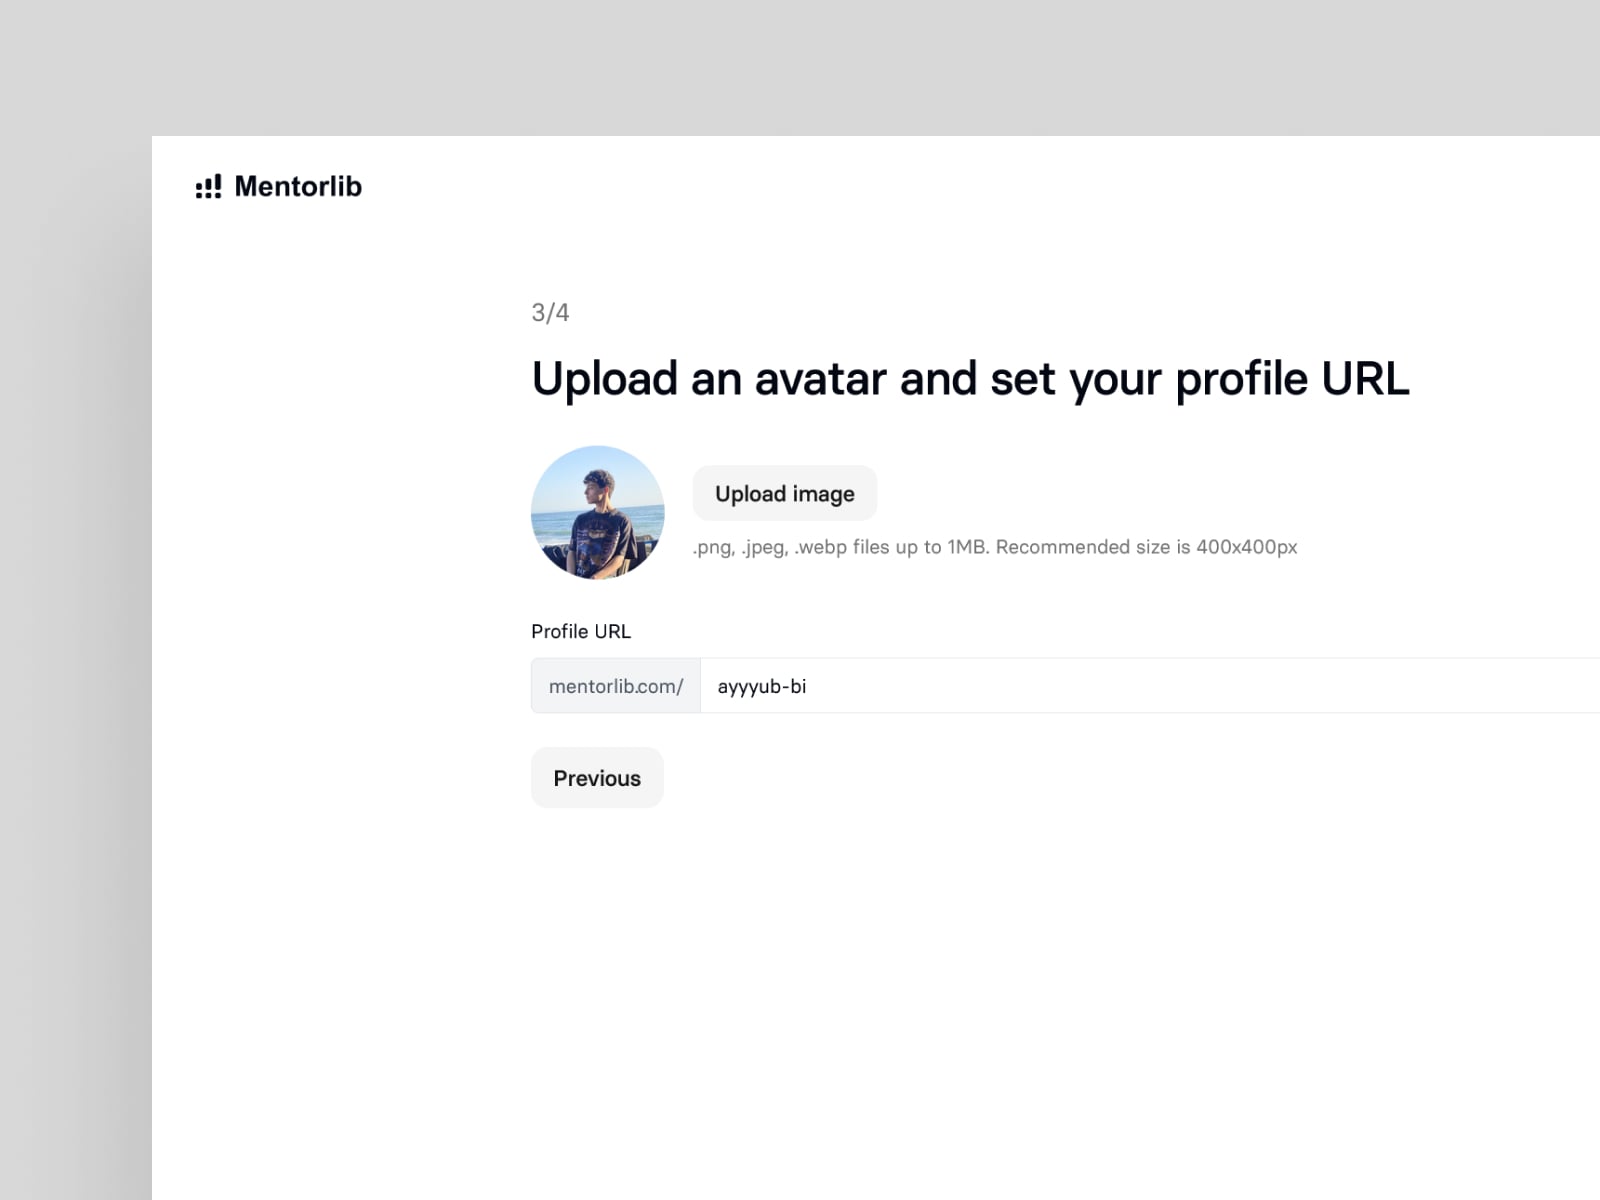 Mentorlib
3/4
Upload an avatar and set your profile URL
Upload image
.png, .jpeg, .webp files up to 1MB. Recommended size is 400x400px
Profile URL
mentorlib.com/ ayyyub-bi
Previous